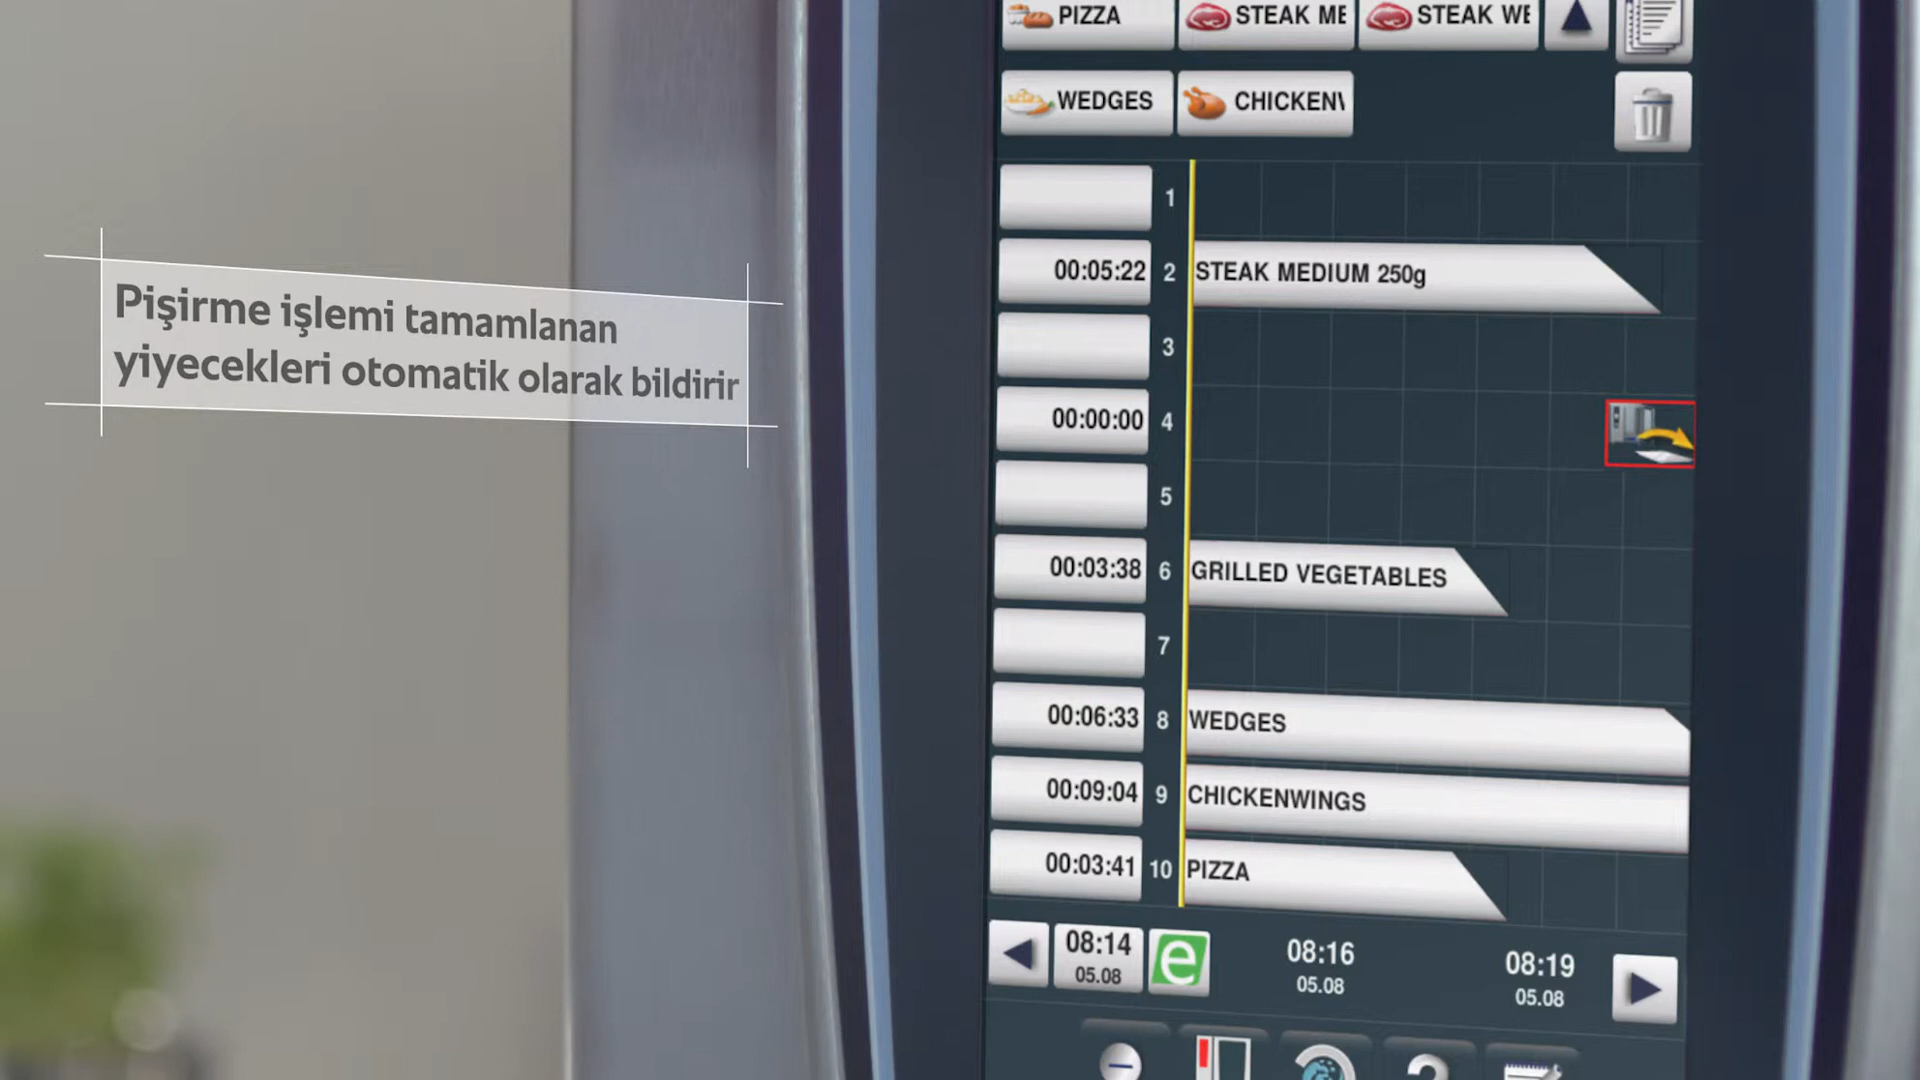 PIZZA
STEAK ME
STEAK WE
WEDGES
CHICKENW
Pişirme işlemi tamamlanan
yiyecekleri otomatik olarak bildirir
1
00:05:22 2 STEAK MEDIUM 250g
3
00:00:00 4
5
00:03:38 6 GRILLED VEGETABLES
7
00:06:33 8 WEDGES
00:09:04 9 CHICKENWINGS
00:03:41 10 PIZZA
08:14
05.08
e
08:16
05.08
08:19
05.08
?